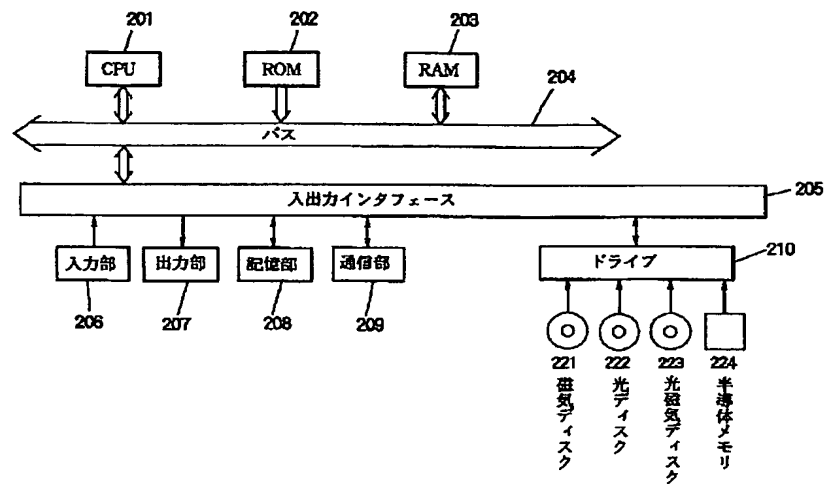 201
202
203
CPU
ROM
RAM
204
バス
入出力インタフェース
205
入力部
出力部
記憶部
通信部
ドライブ
210
206
207
208
209
221
222
223
224
磁気ディスク
光ディスク
光磁気ディスク
半導体メモリ